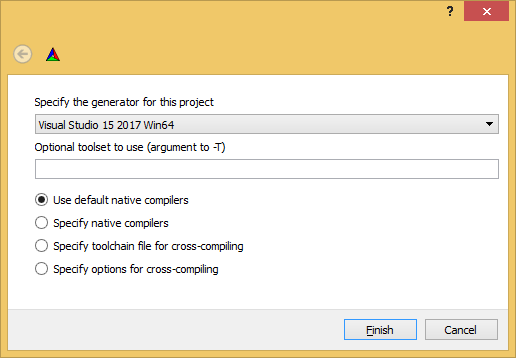 ?
Specify the generator for this project
Visual Studio 15 2017 Win64
Optional toolset to use (argument to -T)
Use default native compilers
Specify native compilers
Specify toolchain file for cross-compiling
Specify options for cross-compiling
Finish
Cancel